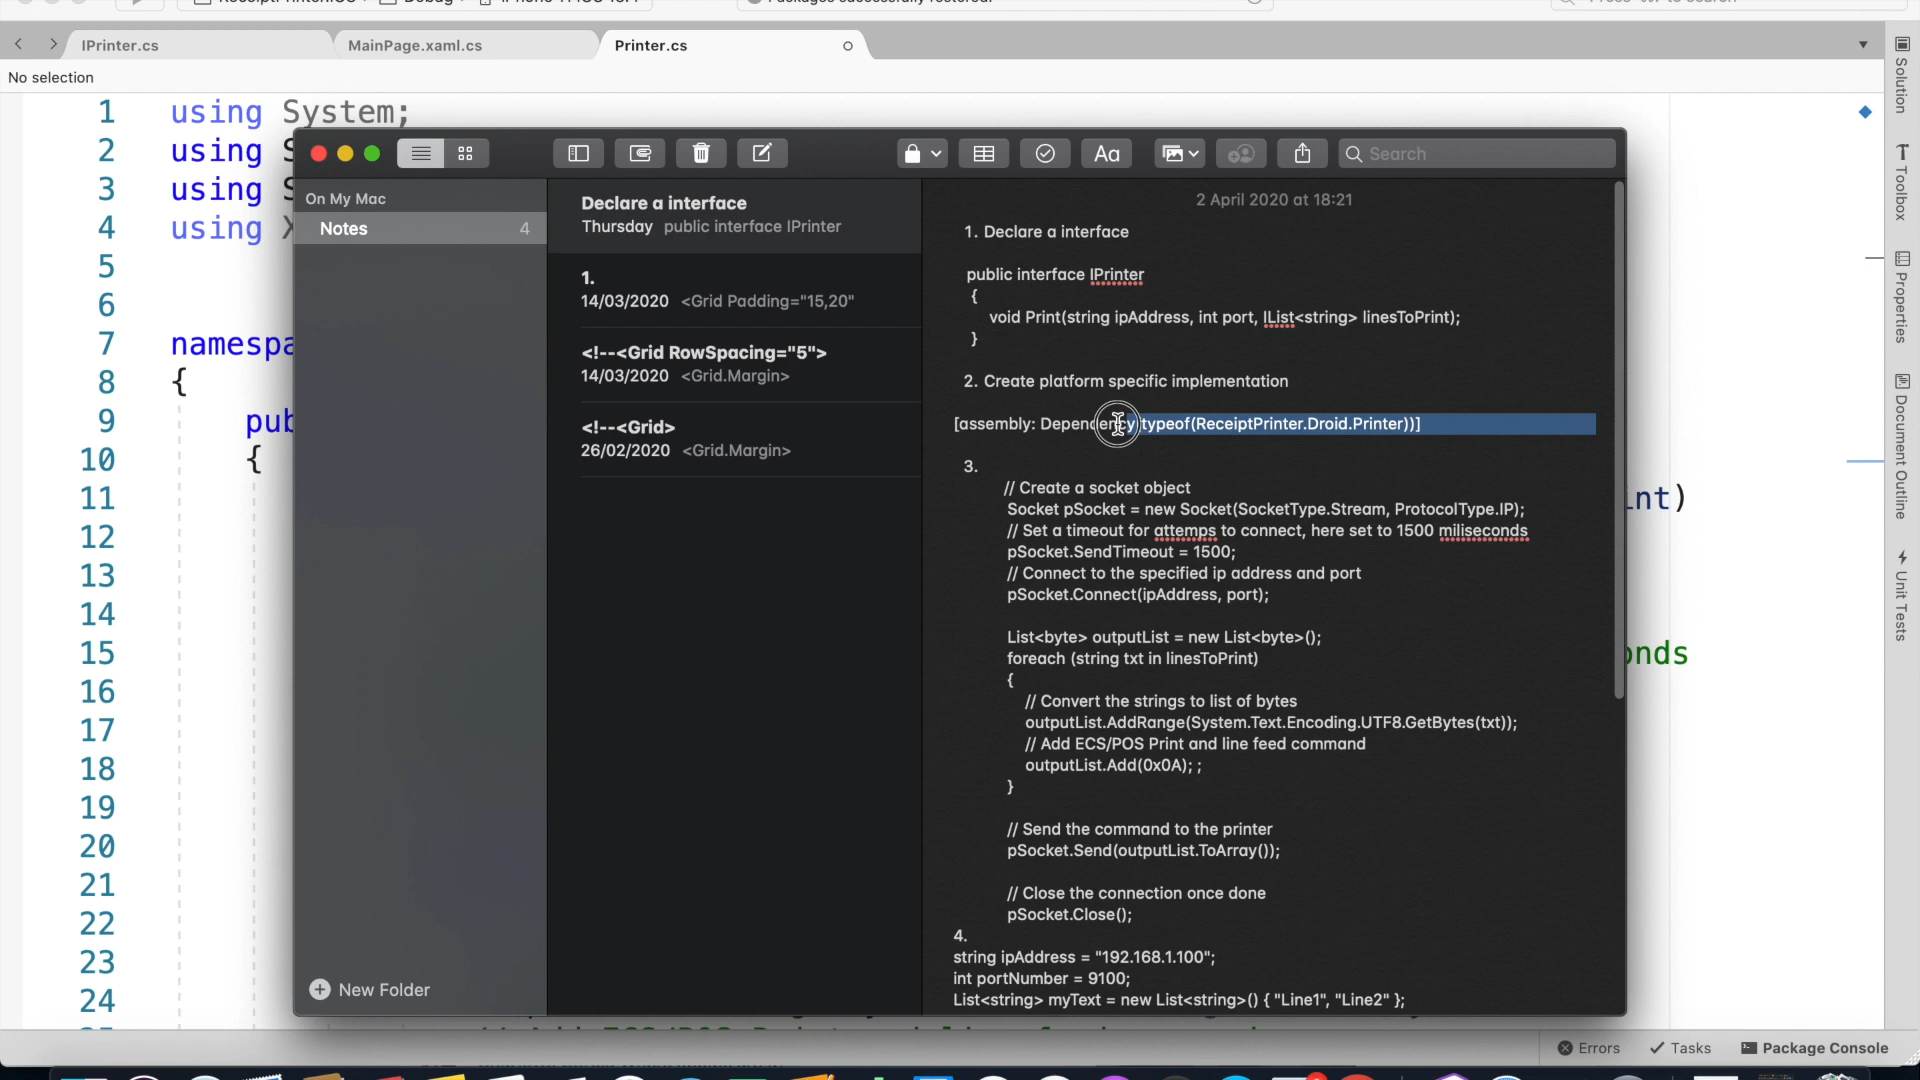 IPrinter.cs
MainPage.xaml.cs
Printer.cs
No selection
1 using System;
2 using S
3 using S
4 using X
5
6
7 namespa
8 {
9 pub
10 {
11 int)
12
13
14
15 onds
16
17
18
19
20
21
22
23
24
Search
On My Mac
Notes 4
New Folder
Declare a interface
Thursday public interface IPrinter
1.
14/03/2020 <Grid Padding="15,20"
<!--<Grid RowSpacing="5">
14/03/2020 <Grid.Margin>
<!--<Grid>
26/02/2020 <Grid.Margin>
2 April 2020 at 18:21
1. Declare a interface
public interface IPrinter
{
void Print(string ipAddress, int port, IList<string> linesToPrint);
}
2. Create platform specific implementation
[assembly: Dependency(typeof(ReceiptPrinter.Droid.Printer))]
3.
// Create a socket object
Socket pSocket = new Socket(SocketType.Stream, ProtocolType.IP);
// Set a timeout for attemps to connect, here set to 1500 miliseconds
pSocket.SendTimeout = 1500;
// Connect to the specified ip address and port
pSocket.Connect(ipAddress, port);
List<byte> outputList = new List<byte>();
foreach (string txt in linesToPrint)
{
// Convert the strings to list of bytes
outputList.AddRange(System.Text.Encoding.UTF8.GetBytes(txt));
// Add ECS/POS Print and line feed command
outputList.Add(0x0A); ;
}
// Send the command to the printer
pSocket.Send(outputList.ToArray());
// Close the connection once done
pSocket.Close();
4.
string ipAddress = "192.168.1.100";
int portNumber = 9100;
List<string> myText = new List<string>() { "Line1", "Line2" };
Solution
Toolbox
Properties
Document Outline
Unit Tests
Errors
Tasks
Package Console